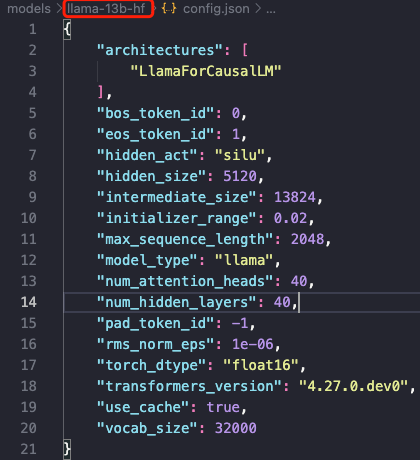 models > llama-13b-hf > {..} config.json > ...
1 {
2 "architectures": [
3 "LlamaForCausalLM"
4 ],
5 "bos_token_id": 0,
6 "eos_token_id": 1,
7 "hidden_act": "silu",
8 "hidden_size": 5120,
9 "intermediate_size": 13824,
10 "initializer_range": 0.02,
11 "max_sequence_length": 2048,
12 "model_type": "llama",
13 "num_attention_heads": 40,
14 "num_hidden_layers": 40,
15 "pad_token_id": -1,
16 "rms_norm_eps": 1e-06,
17 "torch_dtype": "float16",
18 "transformers_version": "4.27.0.dev0",
19 "use_cache": true,
20 "vocab_size": 32000
21 }